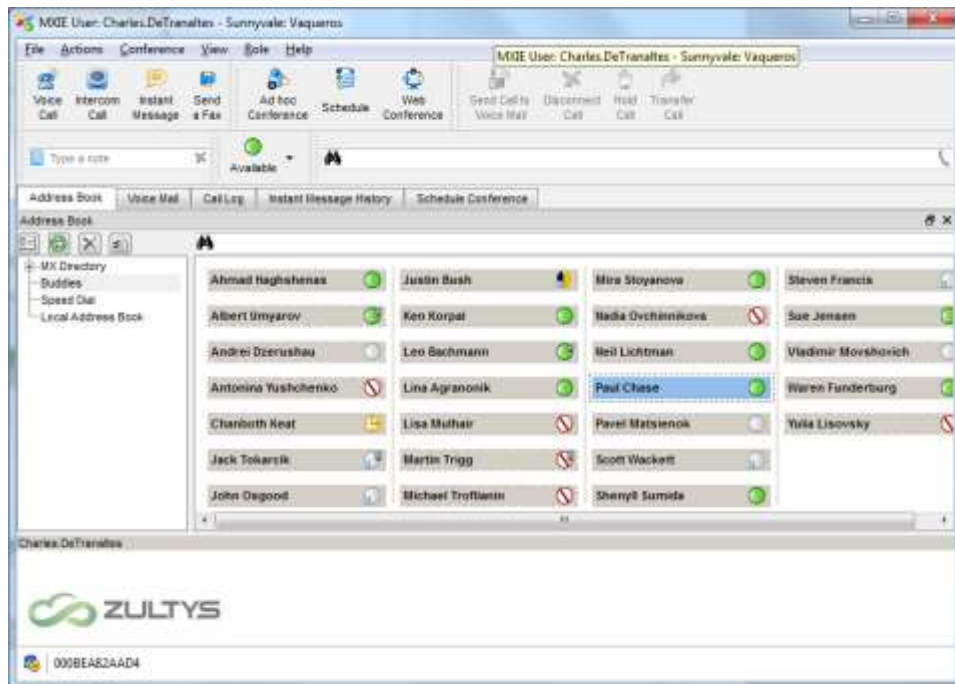 MXIE User: Charles.DeTranaltes - Sunnyvale: Vaqueros
File Actions Conference View Role Help
MXIE User: Charles.DeTranaltes - Sunnyvale: Vaqueros
Voice Call
Intercom Call
Instant Message
Send a Fax
Ad hoc Conference
Schedule
Web Conference
Send Call to Voice Mail
Disconnect Call
Hold Call
Transfer Call
Type a note
Available
Address Book Voice Mail Call Log Instant Message History Schedule Conference
Address Book
MX Directory
Buddies
Speed Dial
Local Address Book
Ahmad Haghshenas Justin Bush Mira Stoyanova Steven Francis
Albert Umyarov Ken Korpal Nadia Ovchinnikova Sue Jensen
Andrei Dzerushau Leo Bachmann Neil Lichtman Vladimir Movshovich
Antonina Yushchenko Lina Agranonik Paul Chase Waren Funderburg
Chanboth Keat Lisa Muthair Pavel Matsienok Yulia Lisovsky
Jack Tokarcik Martin Trigg Scott Wackett
John Osgood Michael Troflianin Shenyll Sumida
Charles.DeTranaltes
ZULTYS
000BEA82AAD4